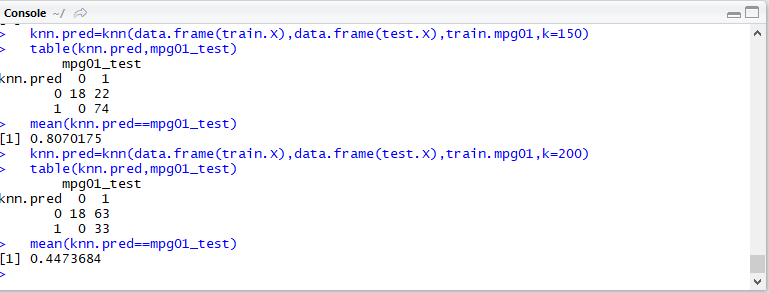 Console ~/
> knn.pred=knn(data.frame(train.X),data.frame(test.X),train.mpg01,k=150)
> table(knn.pred,mpg01_test)
mpg01_test
knn.pred 0 1
0 18 22
1 0 74
> mean(knn.pred==mpg01_test)
[1] 0.8070175
> knn.pred=knn(data.frame(train.X),data.frame(test.X),train.mpg01,k=200)
> table(knn.pred,mpg01_test)
mpg01_test
knn.pred 0 1
0 18 63
1 0 33
> mean(knn.pred==mpg01_test)
[1] 0.4473684
>